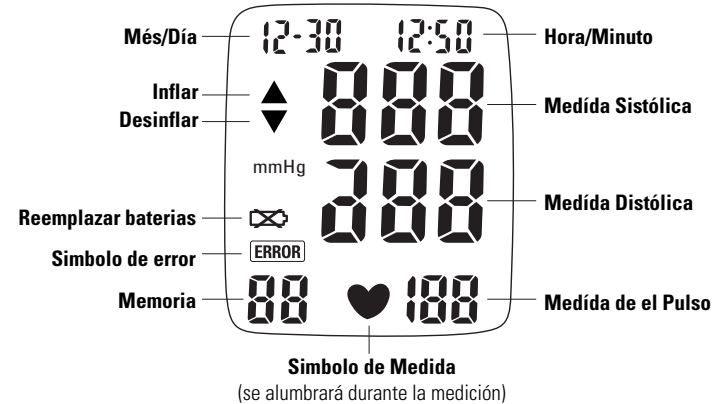 Més/Día
12-30
12:50
Hora/Minuto
Inflar
Desinflar
888
Medída Sistólica
mmHg
288
Medída Distólica
Reemplazar baterias
Simbolo de error
ERROR
Memoria
88
188
Medída de el Pulso
Simbolo de Medida
(se alumbrará durante la medición)